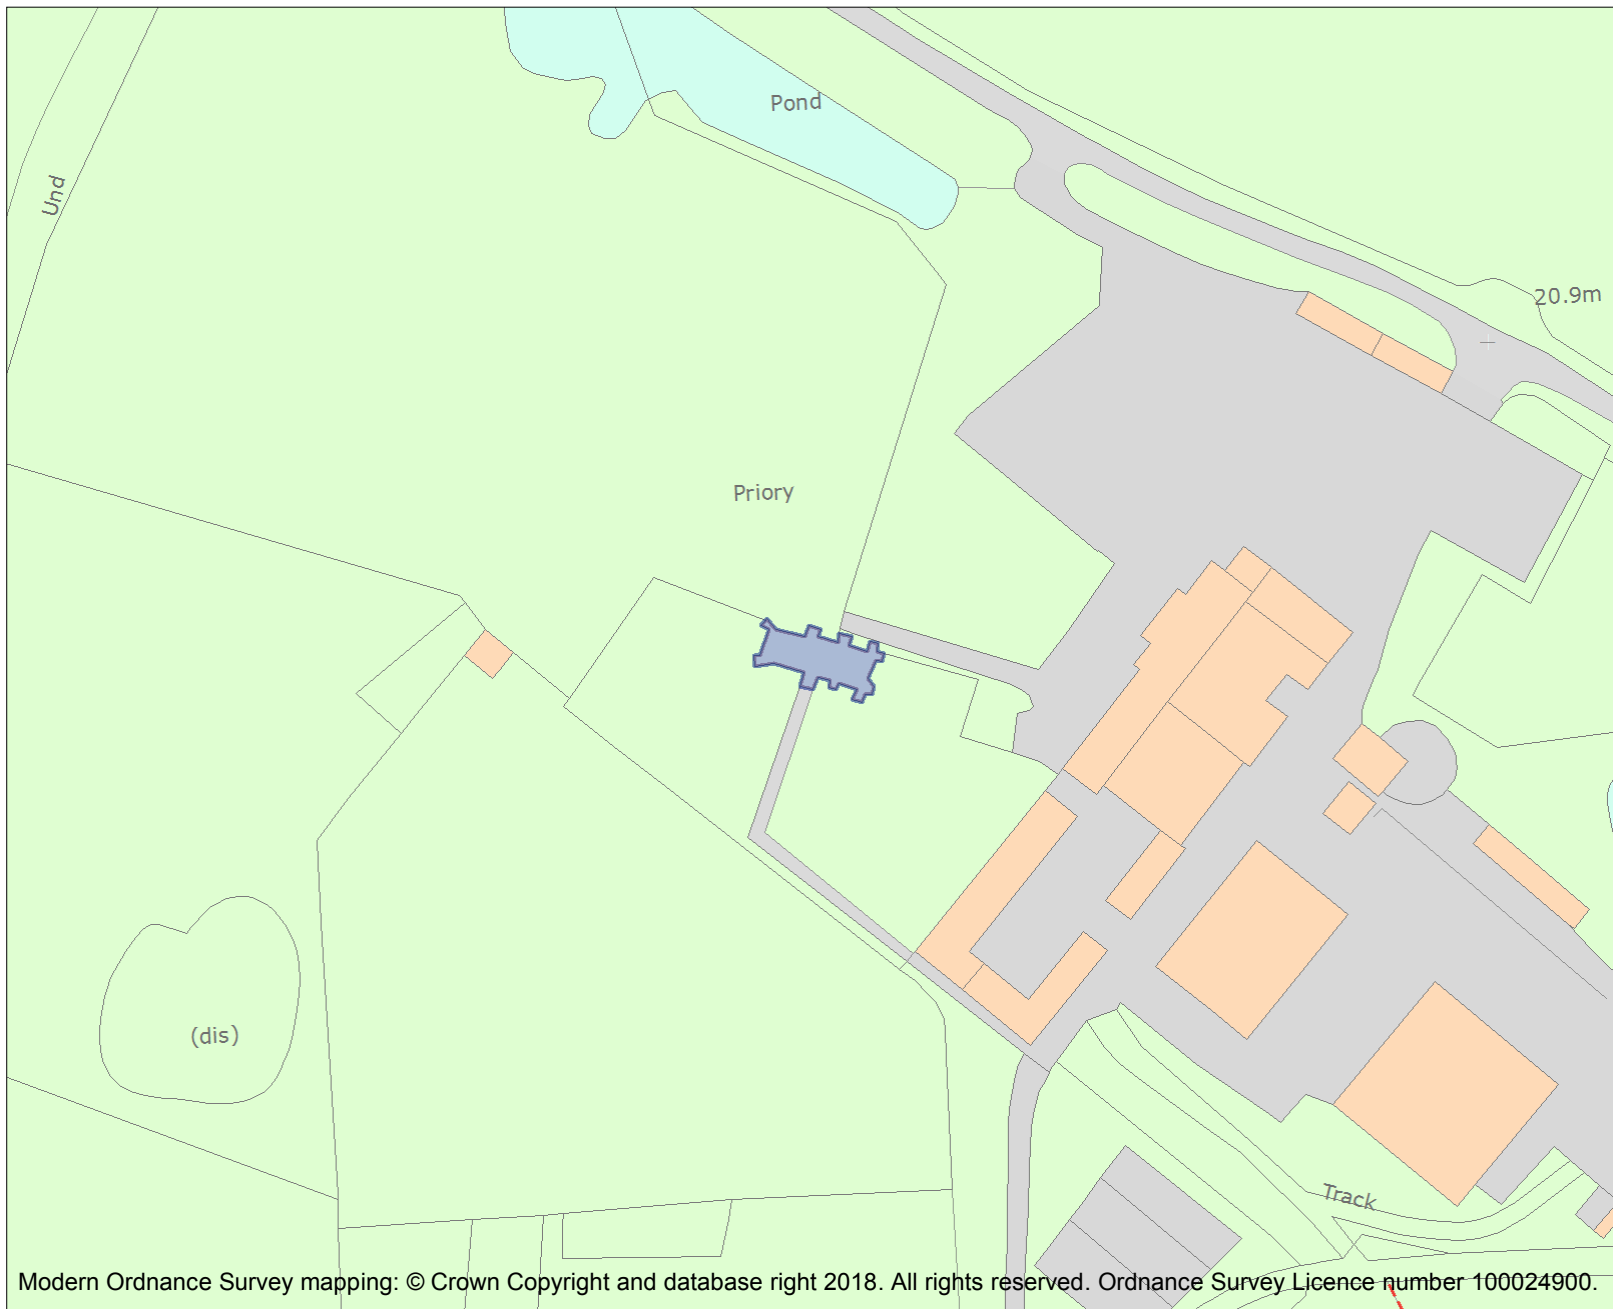 Pond
Und
20.9m
Priory
(dis)
Track
Modern Ordnance Survey mapping: © Crown Copyright and database right 2018. All rights reserved. Ordnance Survey Licence number 100024900.